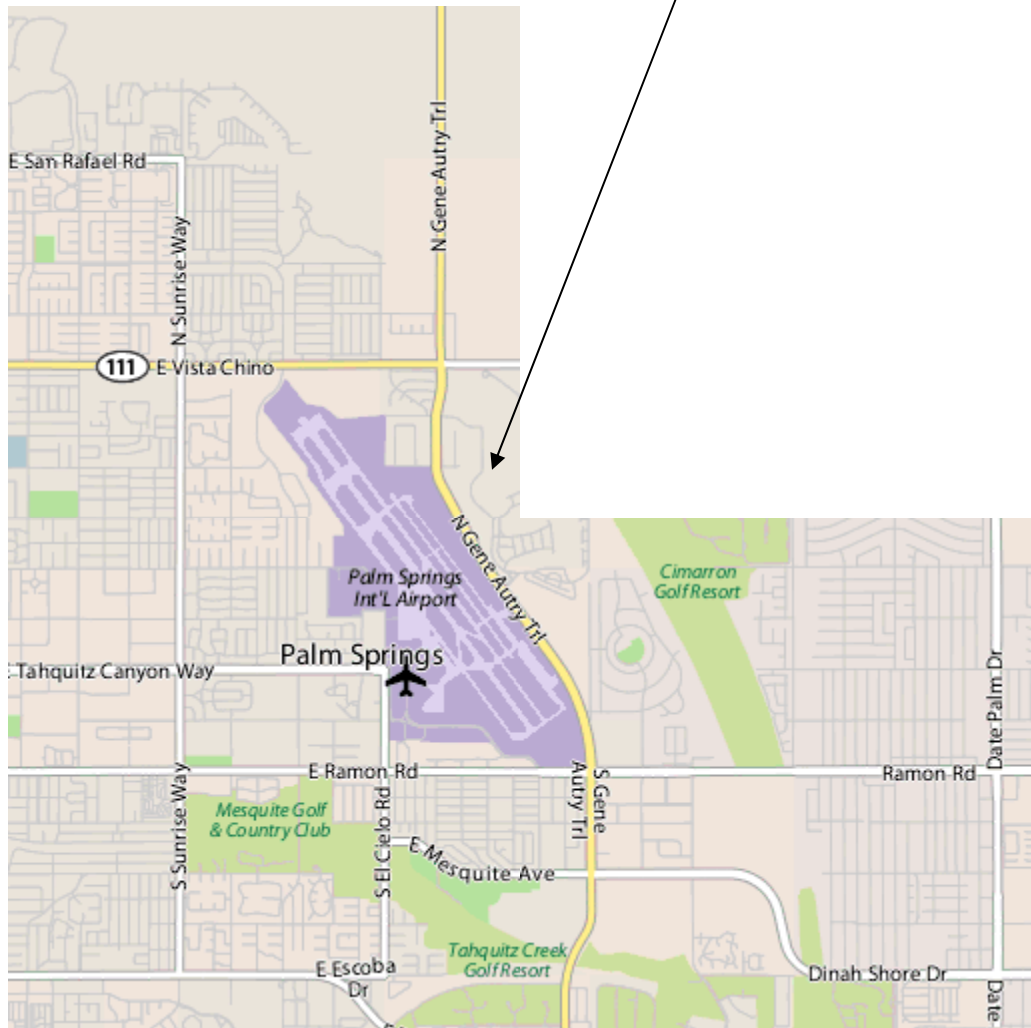 N Gene Autry Trl
E San Rafael Rd
N Sunrise Way
111
E Vista Chino
N Gene Autry Trl
Palm Springs
Int'L Airport
Cimarron
Golf Resort
Palm Springs
Tahquitz Canyon Way
Date Palm Dr
E Ramon Rd
Ramon Rd
S Gene
Autry Trl
S Sunrise Way
Mesquite Golf
& Country Club
S El Cielo Rd
E Mesquite Ave
Tahquitz Creek
Golf Resort
E Escoba
Dr
Dinah Shore Dr
Date